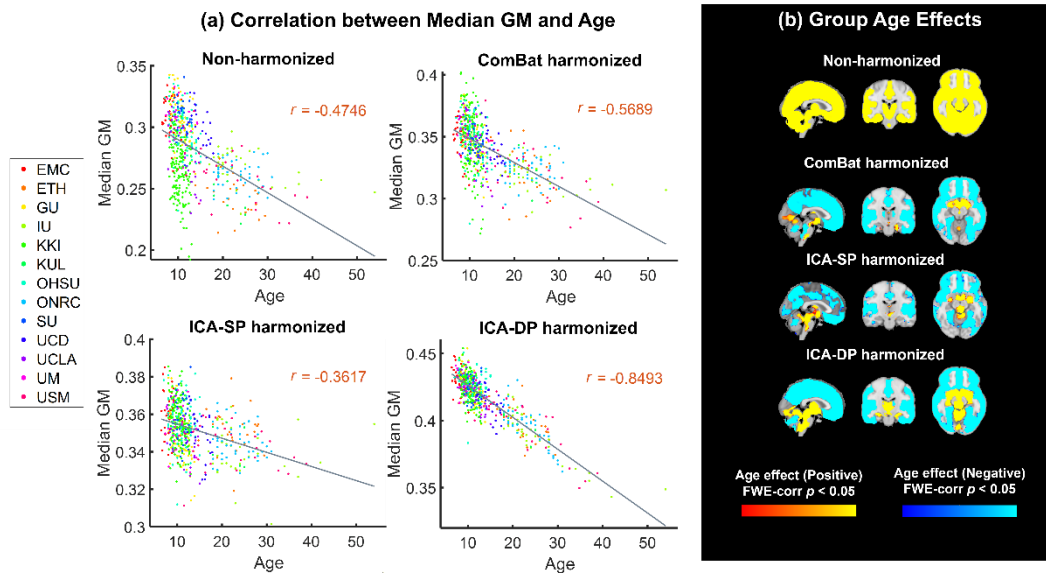 (a) Correlation between Median GM and Age
Non-harmonized
r = -0.4746
Median GM
0.35
0.3
0.25
0.2
10 20 30 40 50
Age
ComBat harmonized
r = -0.5689
Median GM
0.4
0.35
0.3
0.25
10 20 30 40 50
Age
EMC
ETH
GU
IU
KKI
KUL
OHSU
ONRC
SU
UCD
UCLA
UM
USM
ICA-SP harmonized
r = -0.3617
Median GM
0.4
0.38
0.36
0.34
0.32
0.3
10 20 30 40 50
Age
ICA-DP harmonized
r = -0.8493
Median GM
0.45
0.4
0.35
10 20 30 40 50
Age
(b) Group Age Effects
Non-harmonized
ComBat harmonized
ICA-SP harmonized
ICA-DP harmonized
Age effect (Positive)
FWE-corr p < 0.05
Age effect (Negative)
FWE-corr p < 0.05